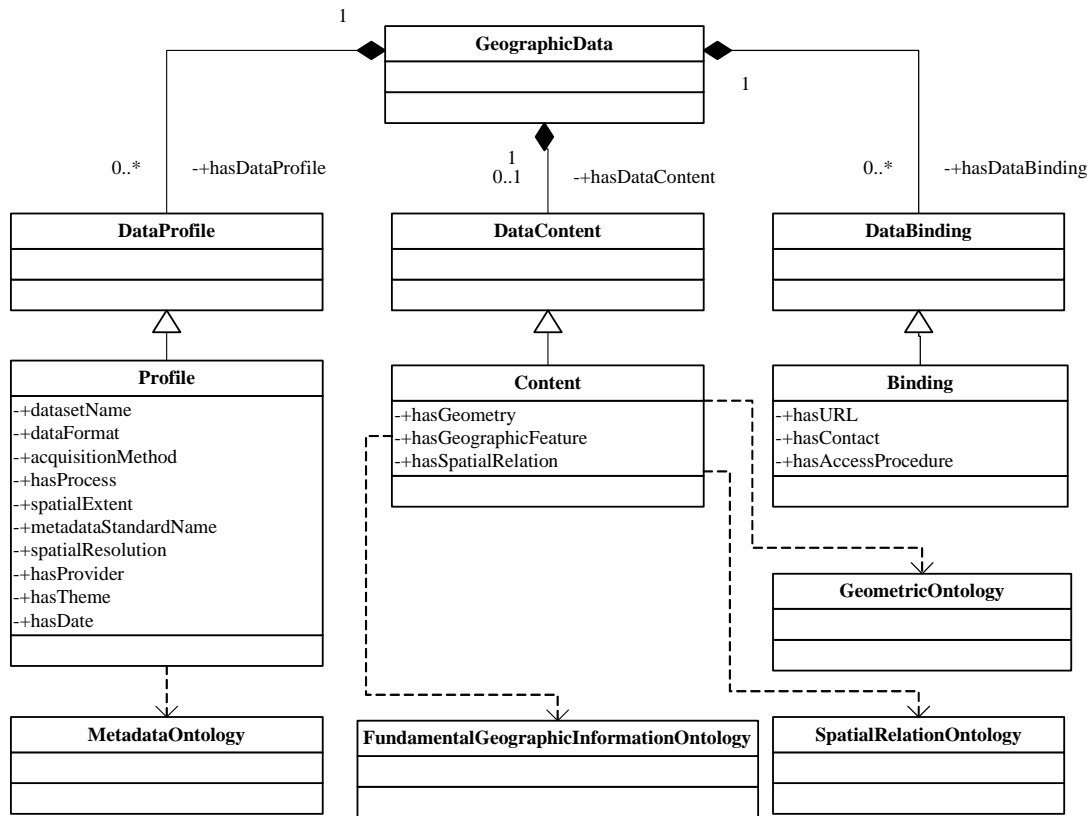 1
GeographicData
1
0..*
-+hasDataProfile
1
0..1
-+hasDataContent
0..*
-+hasDataBinding
DataProfile
DataContent
DataBinding
Profile
-+datasetName
-+dataFormat
-+acquisitionMethod
-+hasProcess
-+spatialExtent
-+metadataStandardName
-+spatialResolution
-+hasProvider
-+hasTheme
-+hasDate
Content
-+hasGeometry
-+hasGeographicFeature
-+hasSpatialRelation
Binding
-+hasURL
-+hasContact
-+hasAccessProcedure
GeometricOntology
MetadataOntology
FundamentalGeographicInformationOntology
SpatialRelationOntology